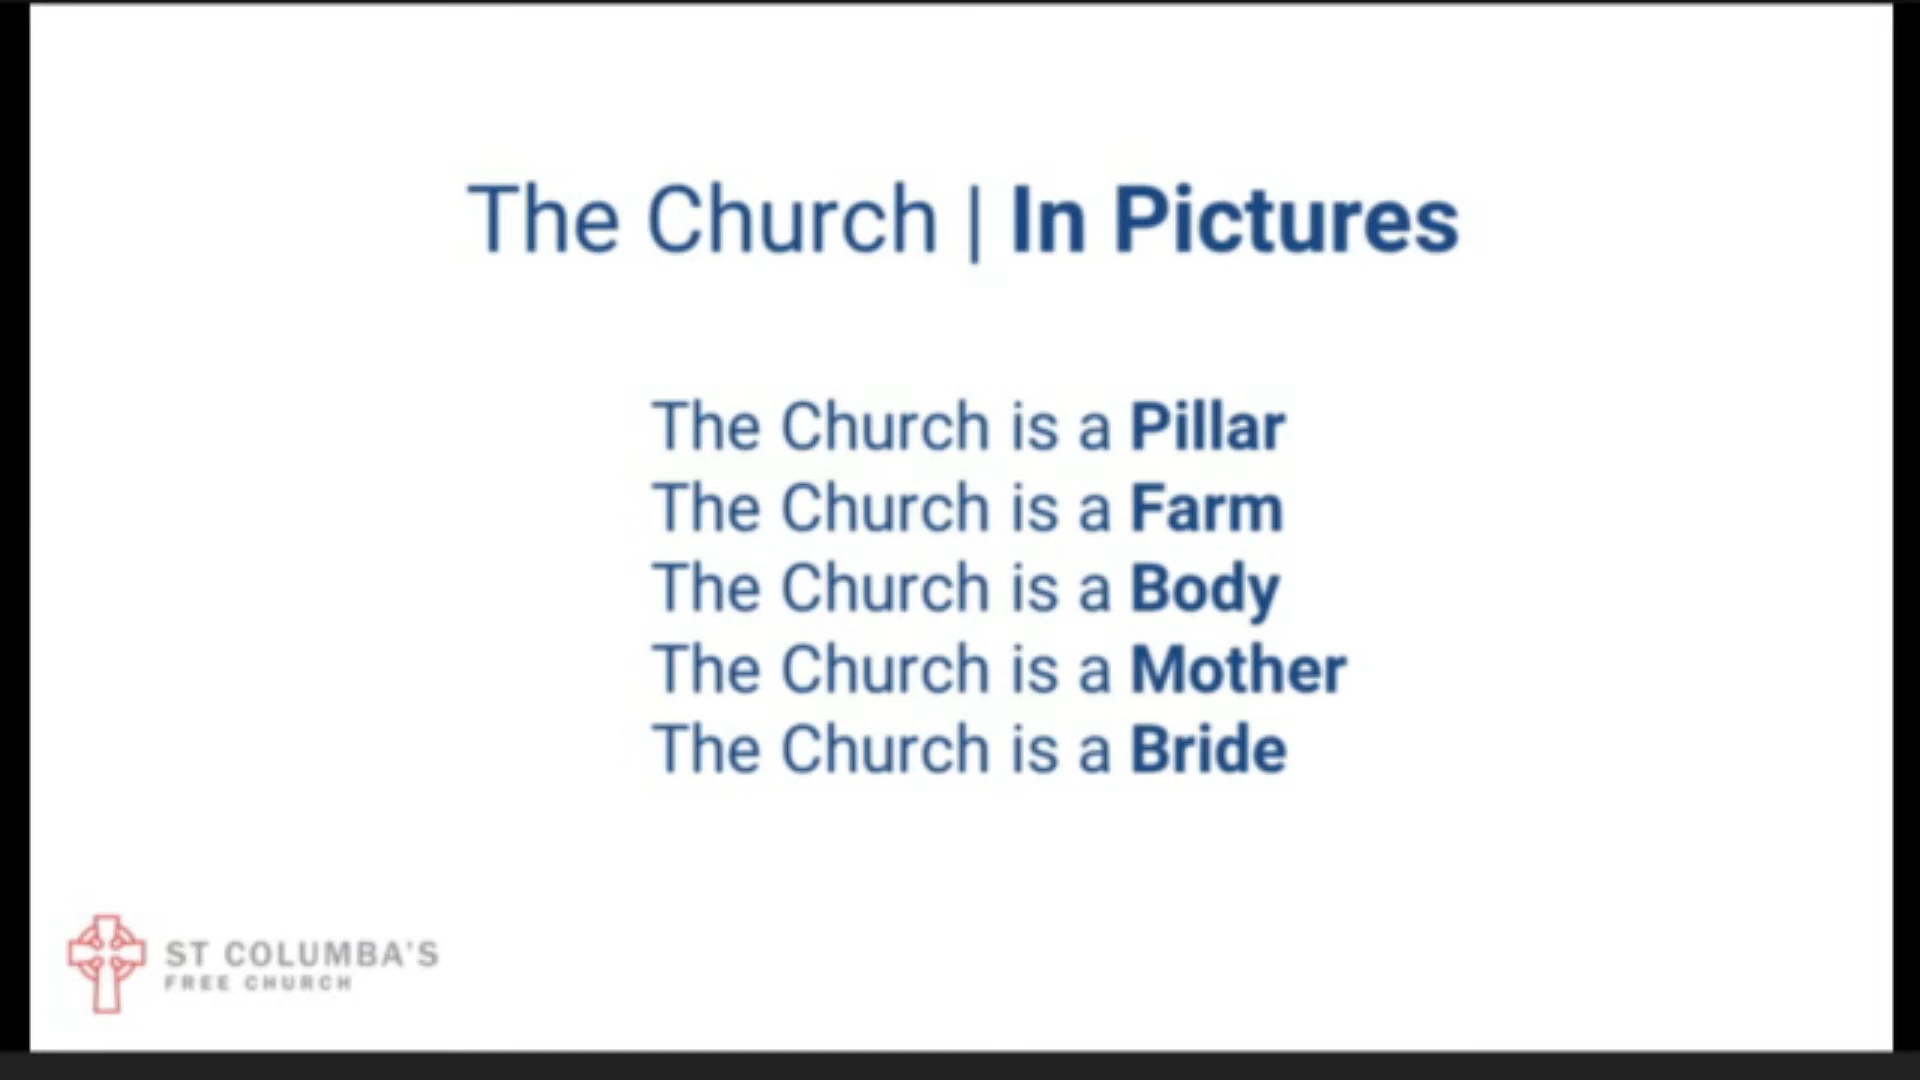 The Church | In Pictures
The Church is a Pillar
The Church is a Farm
The Church is a Body
The Church is a Mother
The Church is a Bride
ST COLUMBA'S
FREE CHURCH